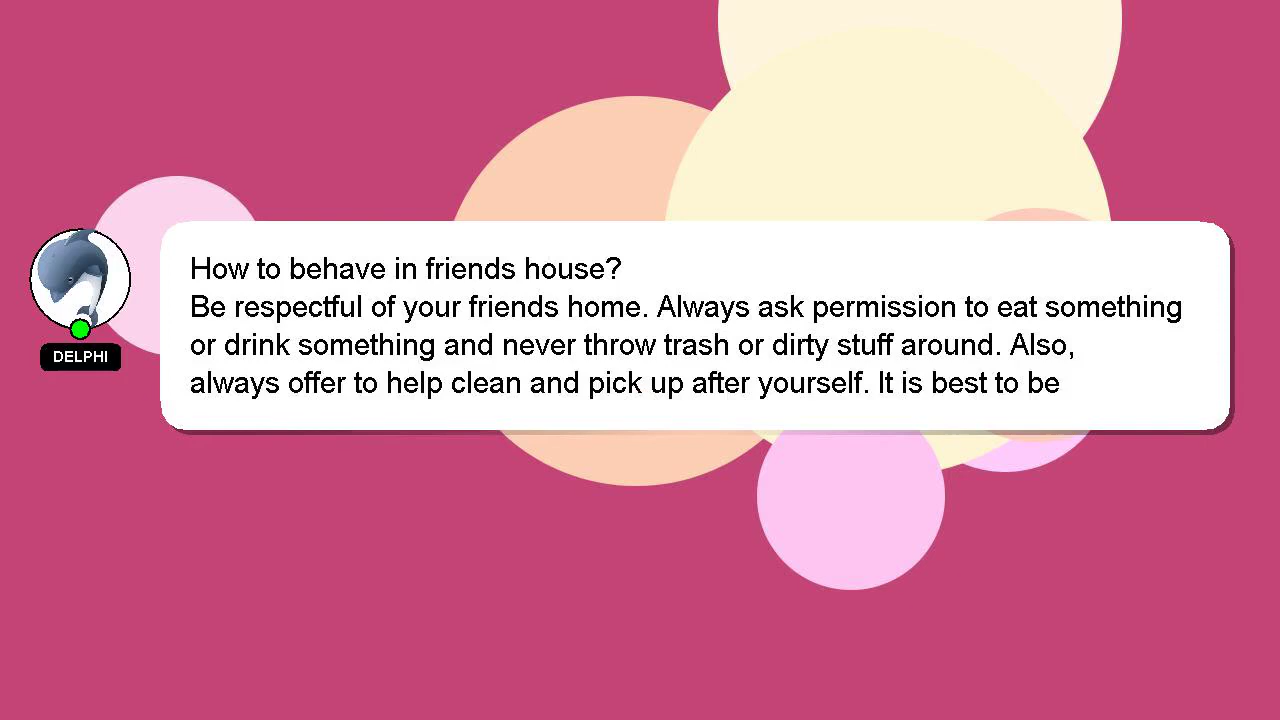 How to behave in friends house?
Be respectful of your friends home. Always ask permission to eat something
or drink something and never throw trash or dirty stuff around. Also,
always offer to help clean and pick up after yourself. It is best to be
DELPHI